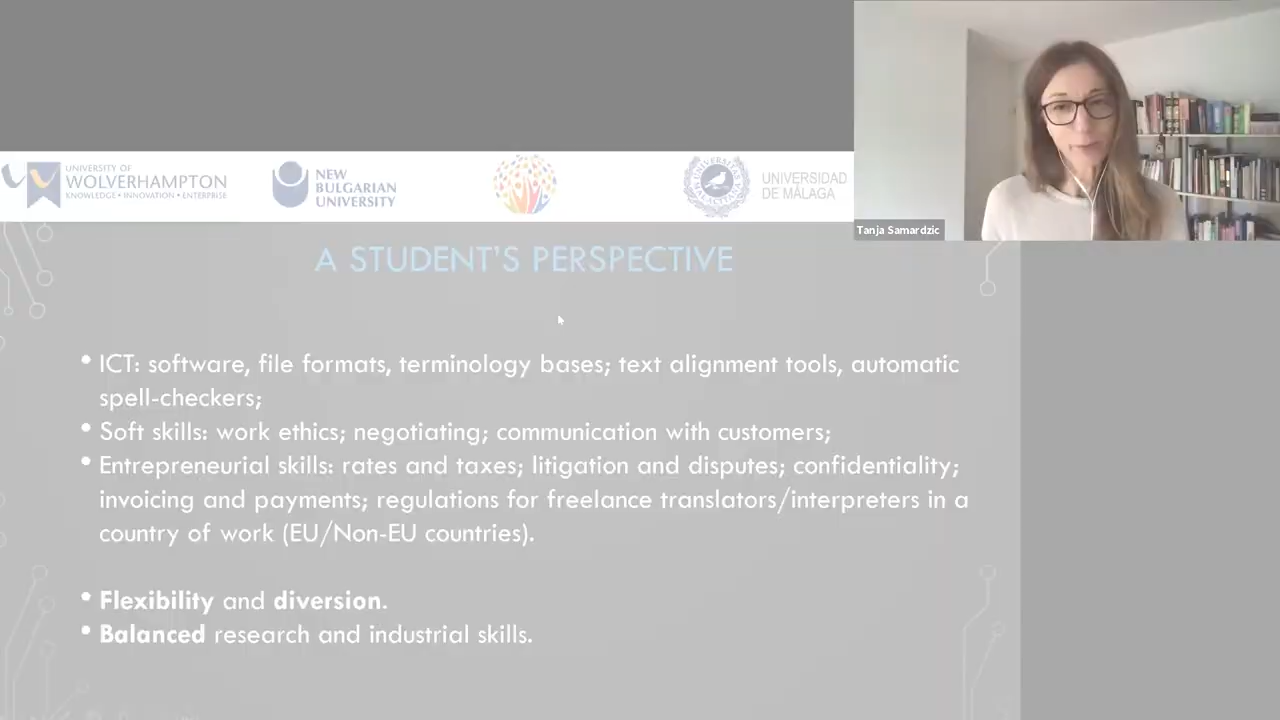 UNIVERSITY OF
WOLVERHAMPTON
KNOWLEDGE • INNOVATION • ENTERPRISE
NEW
BULGARIAN
UNIVERSITY
UNIVERSIDAD
DE MÁLAGA
Tanja Samardzic
A STUDENT'S PERSPECTIVE
• ICT: software, file formats, terminology bases; text alignment tools, automatic
spell-checkers;
• Soft skills: work ethics; negotiating; communication with customers;
• Entrepreneurial skills: rates and taxes; litigation and disputes; confidentiality;
invoicing and payments; regulations for freelance translators/interpreters in a
country of work (EU/Non-EU countries).
• Flexibility and diversion.
• Balanced research and industrial skills.